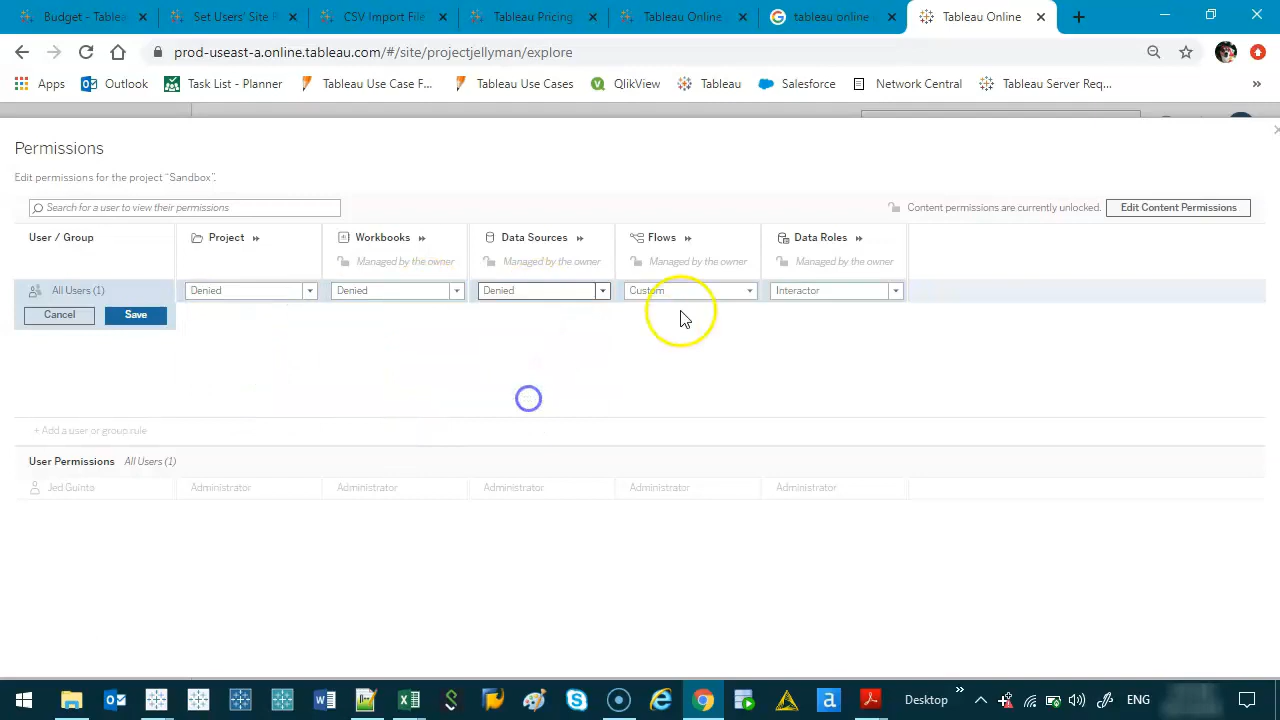 Budget - Tablea
Set Users' Site R
CSV Import File
Tableau Pricing
Tableau Online
tableau online
Tableau Online
prod-useast-a.online.tableau.com/#/site/projectjellyman/explore
Apps
Outlook
Task List - Planner
Tableau Use Case F...
Tableau Use Cases
QlikView
Tableau
Salesforce
Network Central
Tableau Server Req...
Permissions
Edit permissions for the project "Sandbox".
Search for a user to view their permissions
Content permissions are currently unlocked.
Edit Content Permissions
User / Group
Project
Workbooks
Data Sources
Flows
Data Roles
Managed by the owner
Managed by the owner
Managed by the owner
Managed by the owner
All Users (1)
Denied
Denied
Denied
Custom
Interactor
Cancel
Save
+ Add a user or group rule
User Permissions All Users (1)
Jed Guinto
Administrator
Administrator
Administrator
Administrator
Administrator
Desktop
ENG